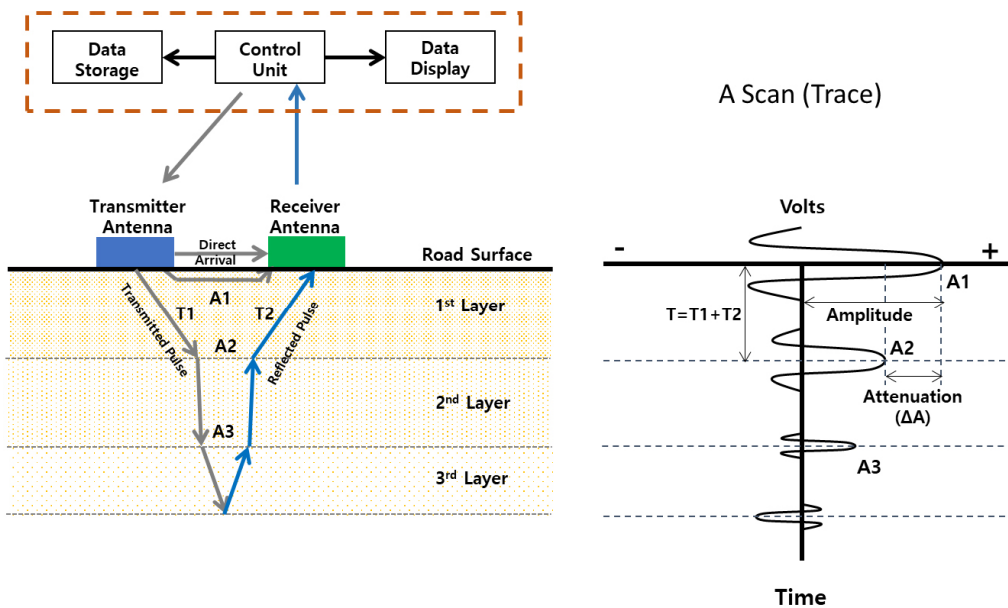 Data
Storage
Control
Unit
Data
Display
A Scan (Trace)
Transmitter
Antenna
Receiver
Antenna
Direct
Arrival
Road Surface
A1
T1
T2
Transmitted Pulse
Reflected Pulse
A2
A3
1st Layer
2nd Layer
3rd Layer
Volts
-
+
A1
T=T1+T2
Amplitude
A2
Attenuation
(ΔA)
A3
Time